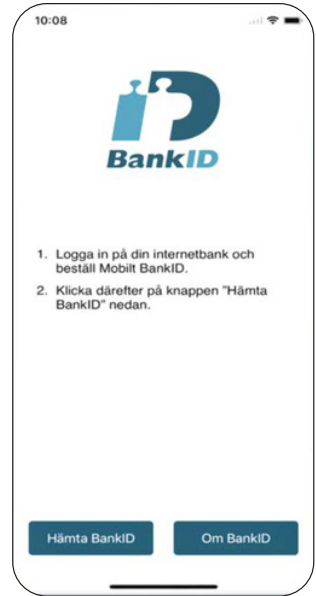 10:08
BankID
1. Logga in på din internetbank och
beställ Mobilt BankID.
2. Klicka därefter på knappen "Hämta
BankID" nedan.
Hämta BankID
Om BankID